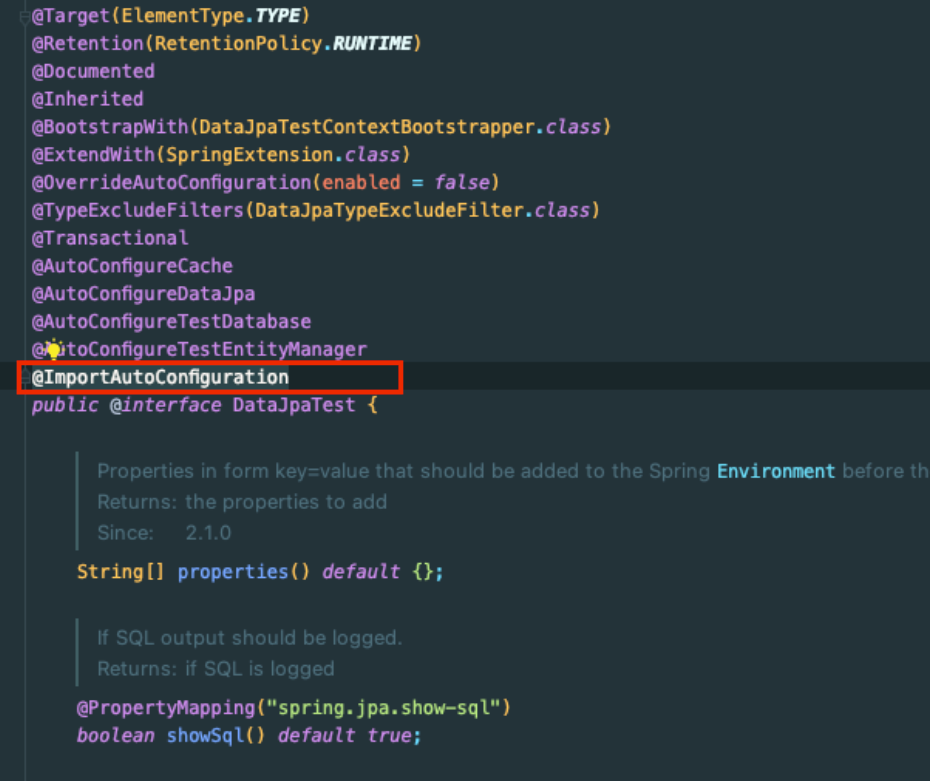 @Target(ElementType.TYPE)
@Retention(RetentionPolicy.RUNTIME)
@Documented
@Inherited
@BootstrapWith(DataJpaTestContextBootstrapper.class)
@ExtendWith(SpringExtension.class)
@OverrideAutoConfiguration(enabled = false)
@TypeExcludeFilters(DataJpaTypeExcludeFilter.class)
@Transactional
@AutoConfigureCache
@AutoConfigureDataJpa
@AutoConfigureTestDatabase
@AutoConfigureTestEntityManager
@ImportAutoConfiguration
public @interface DataJpaTest {
Properties in form key=value that should be added to the Spring Environment before th
Returns: the properties to add
Since: 2.1.0
String[] properties() default {};
If SQL output should be logged.
Returns: if SQL is logged
@PropertyMapping("spring.jpa.show-sql")
boolean showSql() default true;